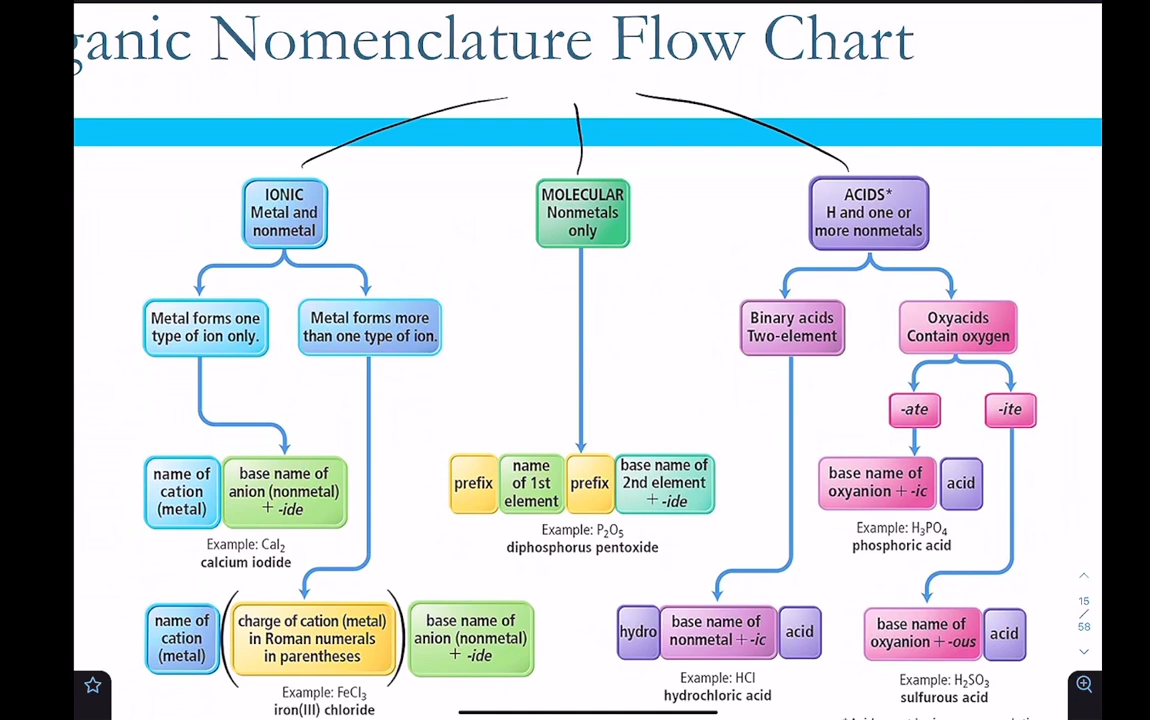 ganic Nomenclature Flow Chart
IONIC
Metal and
nonmetal
MOLECULAR
Nonmetals
only
ACIDS*
H and one or
more nonmetals
Metal forms one
type of ion only.
Metal forms more
than one type of ion.
Binary acids
Two-element
Oxyacids
Contain oxygen
-ate
-ite
name of
cation
(metal)
base name of
anion (nonmetal)
+ -ide
Example: CaI₂
calcium iodide
prefix
name
of 1st
element
prefix
base name of
2nd element
+ -ide
Example: P₂O₅
diphosphorus pentoxide
base name of
oxyanion + -ic
acid
Example: H₃PO₄
phosphoric acid
name of
cation
(metal)
(charge of cation (metal)
in Roman numerals
in parentheses)
base name of
anion (nonmetal)
+ -ide
Example: FeCl₃
iron(III) chloride
hydro
base name of
nonmetal + -ic
acid
Example: HCl
hydrochloric acid
base name of
oxyanion + -ous
acid
Example: H₂SO₃
sulfurous acid
15
/
58